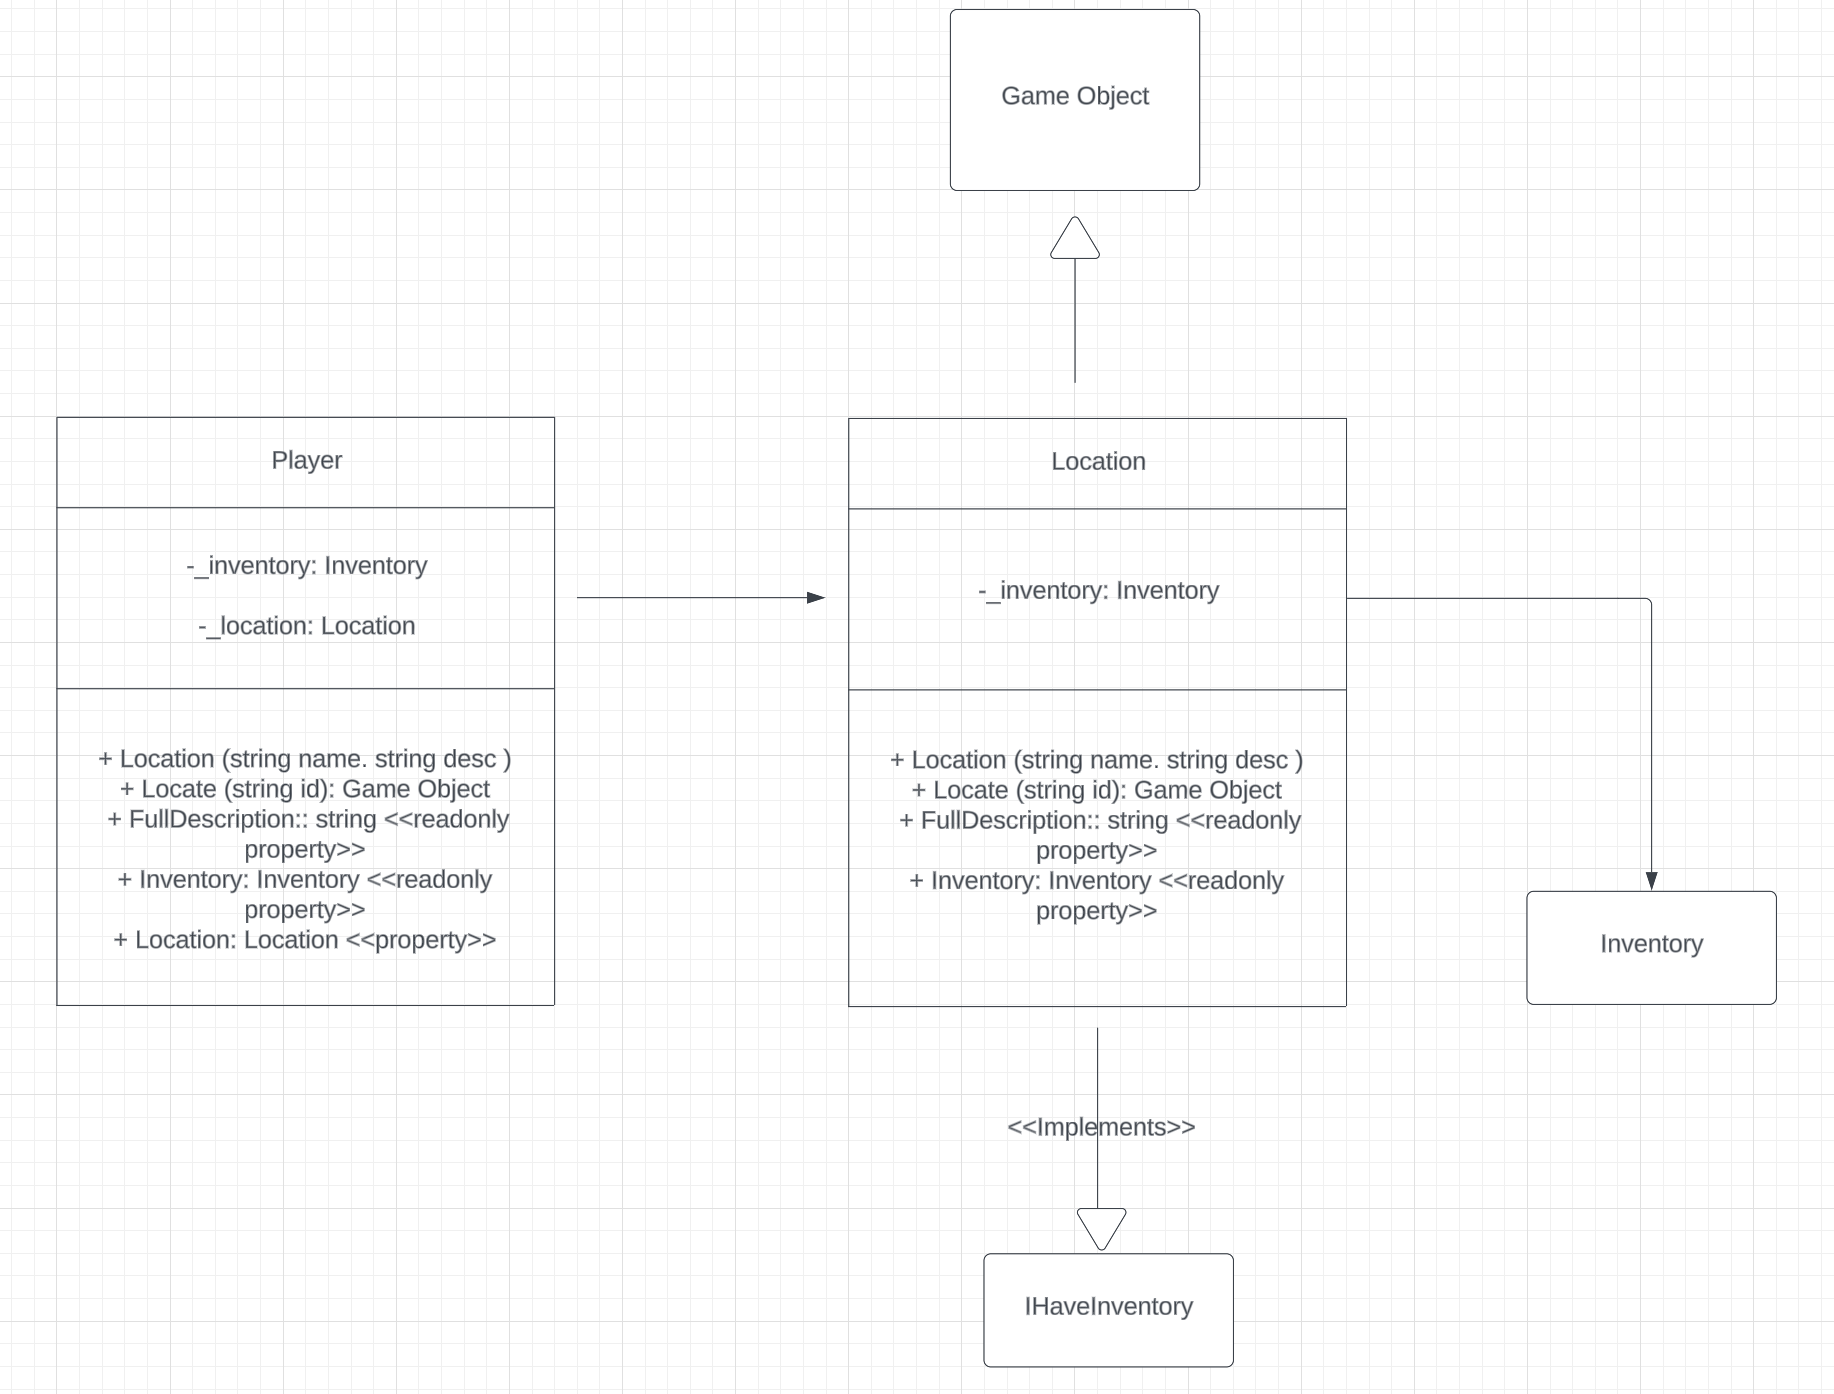 Game Object
Player
-_inventory: Inventory
-_location: Location
+ Location (string name. string desc )
+ Locate (string id): Game Object
+ FullDescription:: string <<readonly
property>>
+ Inventory: Inventory <<readonly
property>>
+ Location: Location <<property>>
Location
-_inventory: Inventory
+ Location (string name. string desc )
+ Locate (string id): Game Object
+ FullDescription:: string <<readonly
property>>
+ Inventory: Inventory <<readonly
property>>
Inventory
<<Implements>>
IHaveInventory